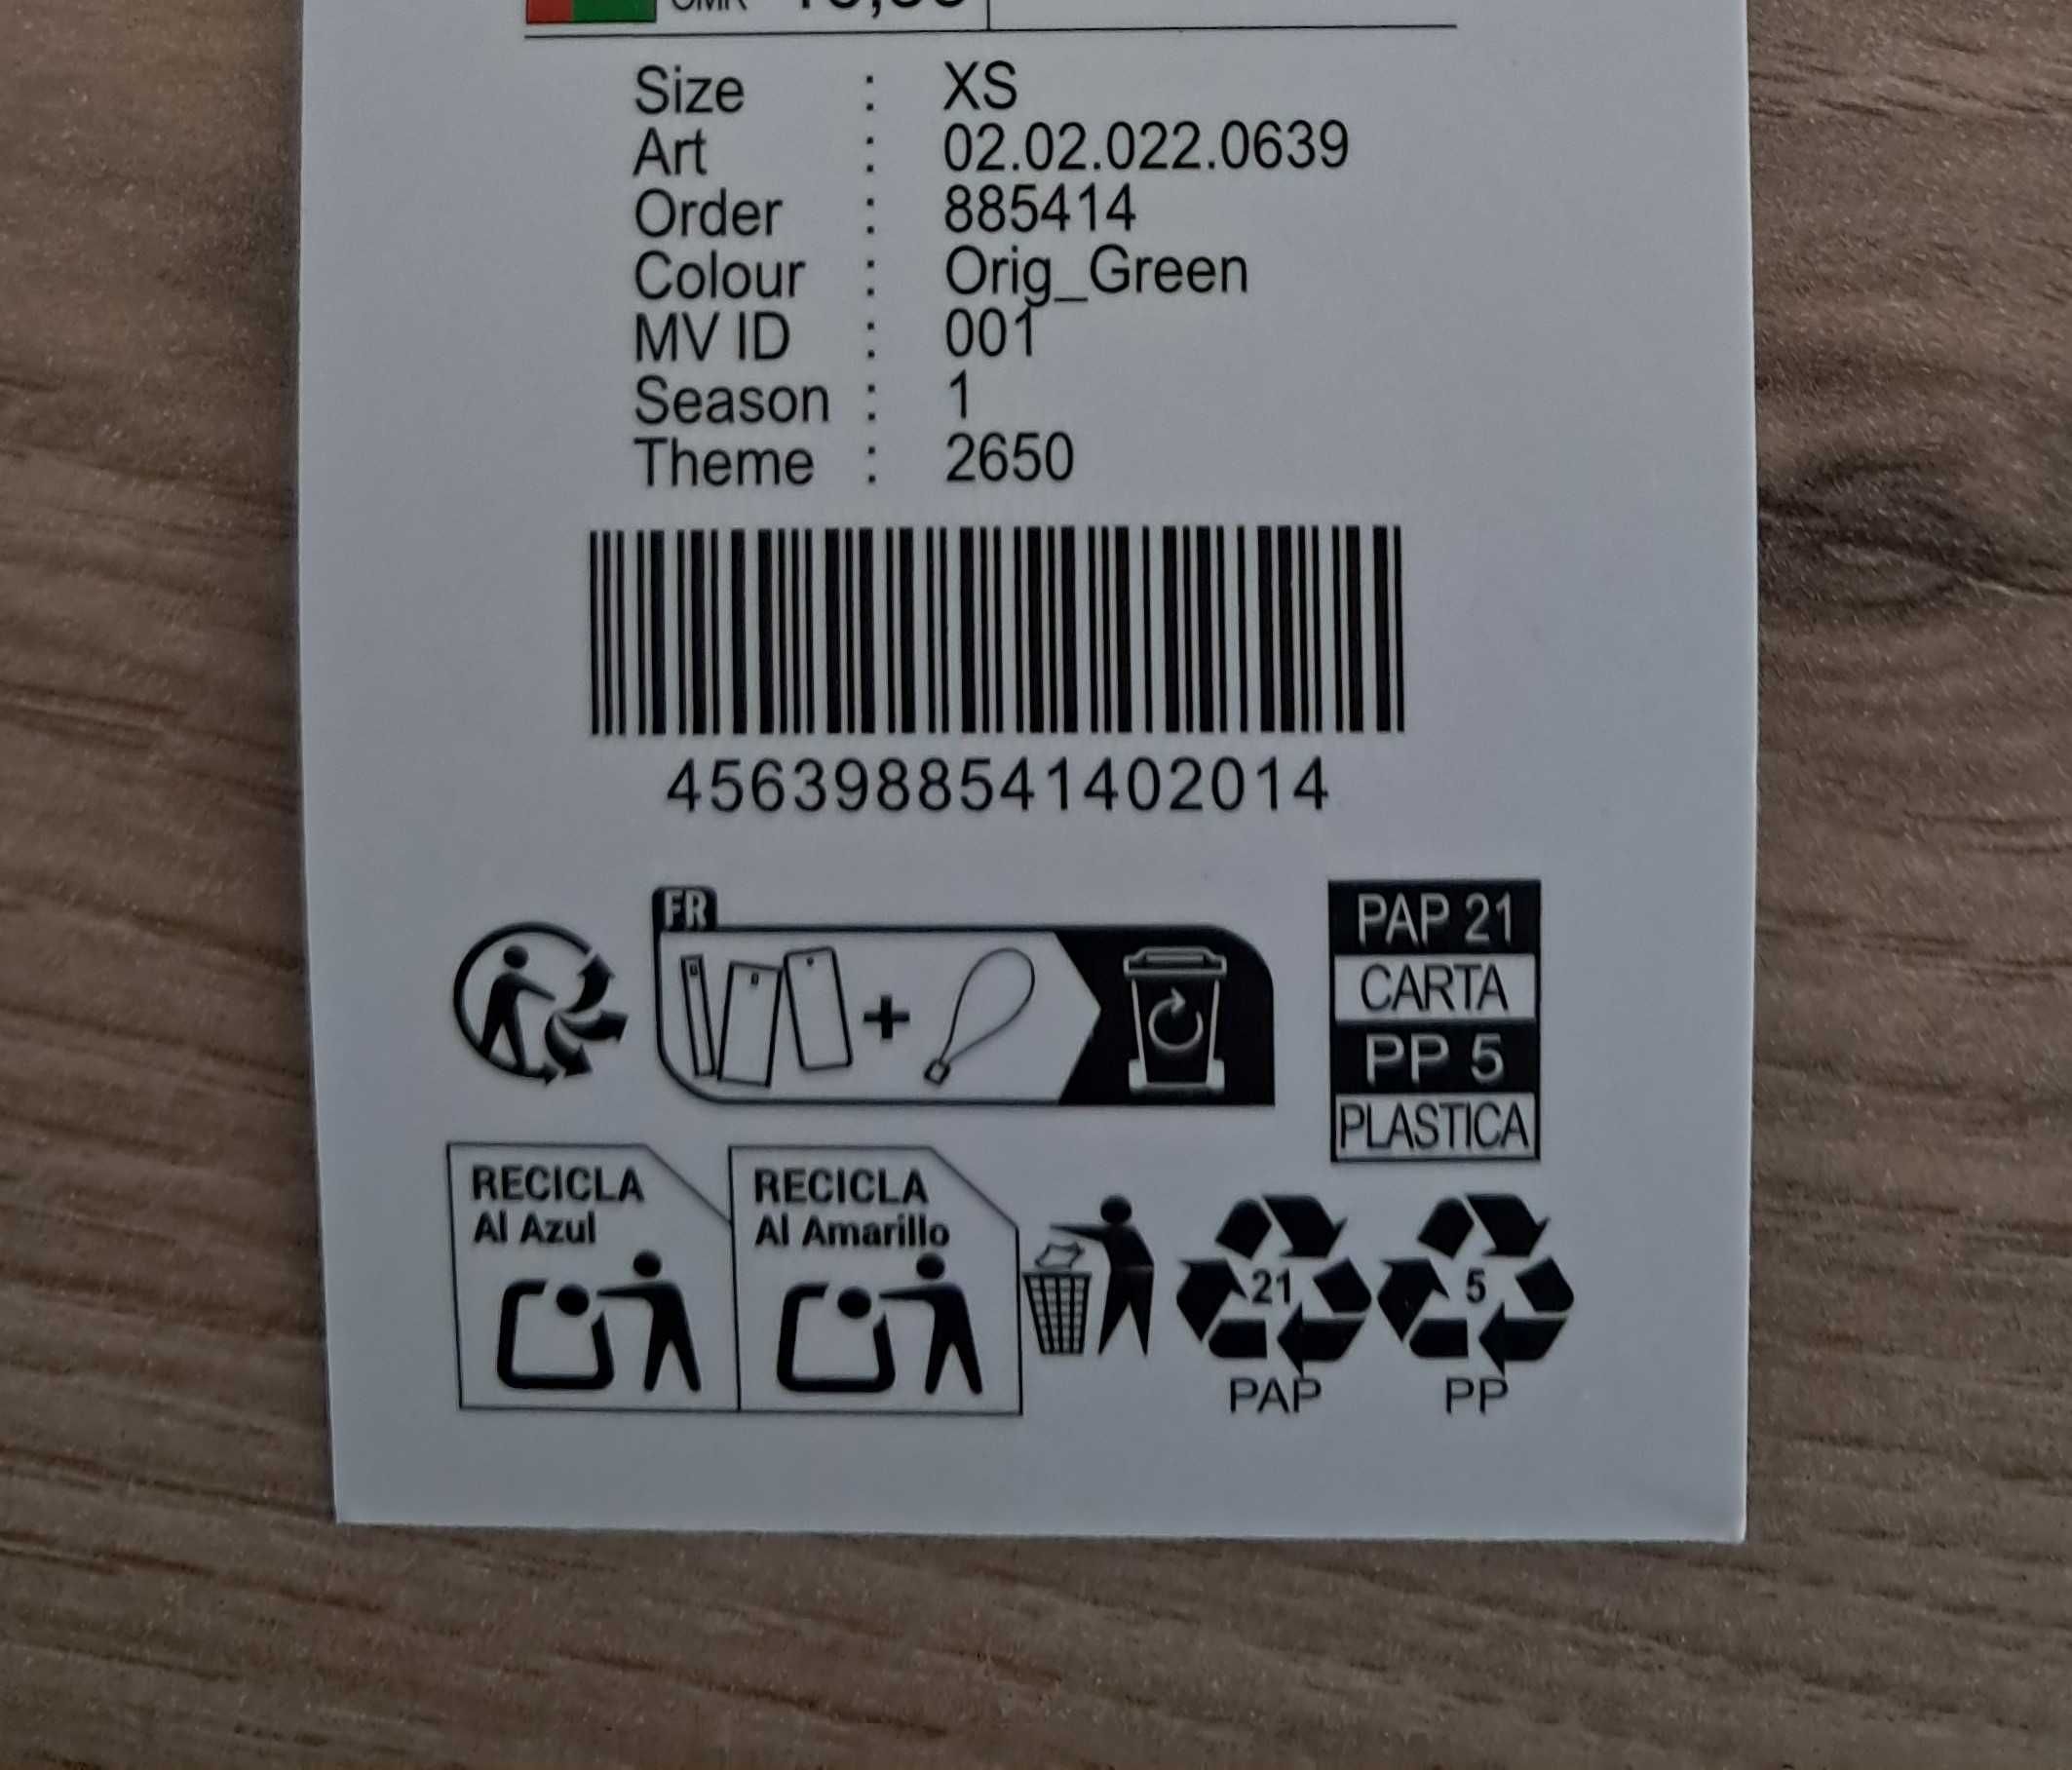 OMR
Size : XS
Art : 02.02.022.0639
Order : 885414
Colour : Orig_Green
MV ID : 001
Season : 1
Theme : 2650
4563988541402014
FR
PAP 21
CARTA
PP 5
PLASTICA
RECICLA
Al Azul
RECICLA
Al Amarillo
21
PAP
5
PP